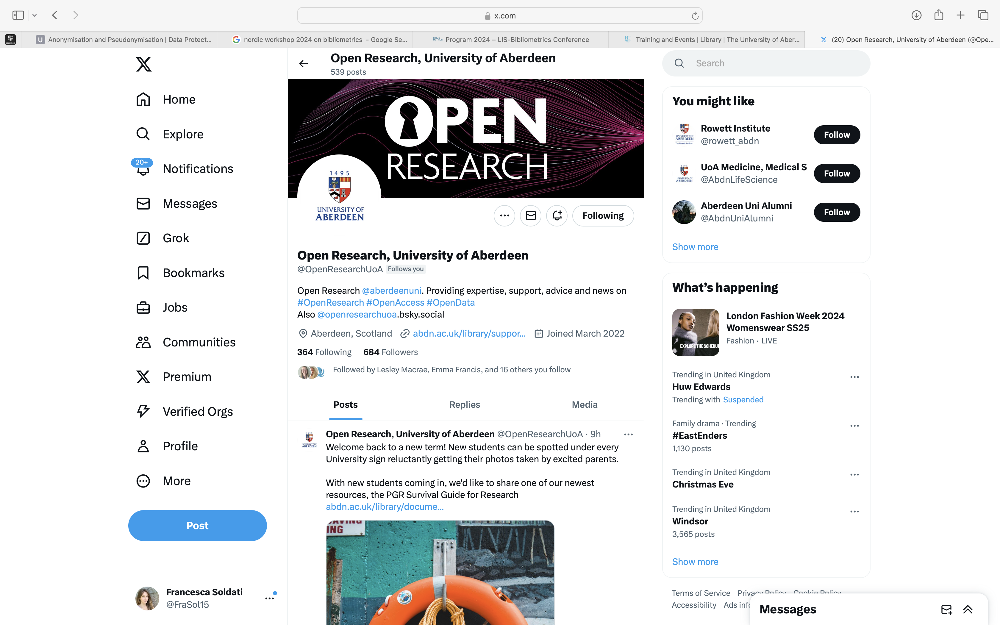 x.com
U Anonymisation and Pseudonymisation | Data Protect...
nordic workshop 2024 on bibliometrics - Google Se...
Program 2024 – LIS-Bibliometrics Conference
Training and Events | Library | The University of Aber...
(20) Open Research, University of Aberdeen (@Ope...
Home
Explore
20+
Notifications
Messages
Grok
Bookmarks
Jobs
Communities
Premium
Verified Orgs
Profile
More
Post
Francesca Soldati
@FraSol15
Open Research, University of Aberdeen
539 posts
OPEN
RESEARCH
1495
UNIVERSITY OF
ABERDEEN
Following
Open Research, University of Aberdeen
@OpenResearchUoA Follows you
Open Research @aberdeenuni. Providing expertise, support, advice and news on
#OpenResearch #OpenAccess #OpenData
Also @openresearchuoa.bsky.social
Aberdeen, Scotland abdn.ac.uk/library/suppor... Joined March 2022
364 Following 684 Followers
Followed by Lesley Macrae, Emma Francis, and 16 others you follow
Posts Replies Media
Open Research, University of Aberdeen @OpenResearchUoA · 9h
Welcome back to a new term! New students can be spotted under every
University sign reluctantly getting their photos taken by excited parents.
With new students coming in, we'd like to share one of our newest
resources, the PGR Survival Guide for Research
abdn.ac.uk/library/docume...
ING
Search
You might like
Rowett Institute
@rowett_abdn
Follow
UoA Medicine, Medical S
@AbdnLifeScience
Follow
Aberdeen Uni Alumni
@AbdnUniAlumni
Follow
Show more
What's happening
EXPLORE THE SCHEDUL
London Fashion Week 2024
Womenswear SS25
Fashion · LIVE
Trending in United Kingdom
Huw Edwards
Trending with Suspended
Family drama · Trending
#EastEnders
1,130 posts
Trending in United Kingdom
Christmas Eve
Trending in United Kingdom
Windsor
3,565 posts
Show more
Terms of Service Privacy Policy Cookie Policy
Accessibility Ads info
Messages